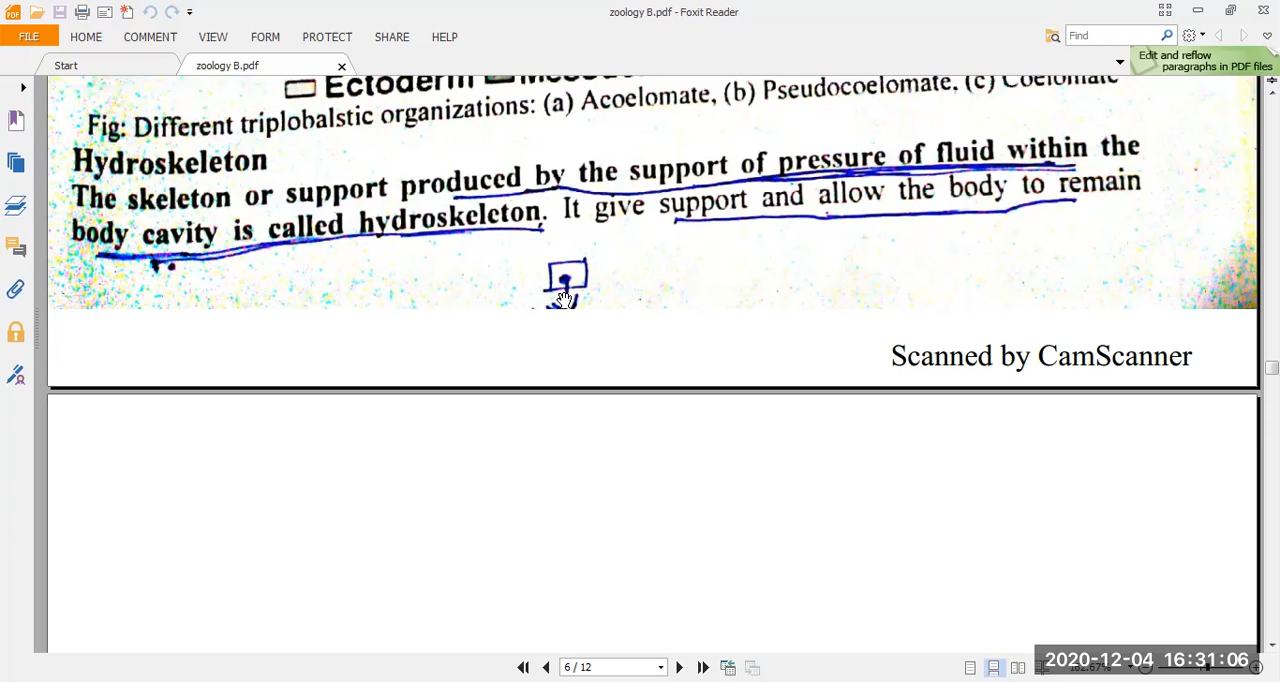 zoology B.pdf - Foxit Reader
FILE HOME COMMENT VIEW FORM PROTECT SHARE HELP
Find
Start zoology B.pdf
Edit and reflow
paragraphs in PDF files
Ectoderm
Fig: Different triplobalstic organizations: (a) Acoelomate, (b) Pseudocoelomate, (c) Coelomate
Hydroskeleton
The skeleton or support produced by the support of pressure of fluid within the
body cavity is called hydroskeleton. It give support and allow the body to remain
Scanned by CamScanner
6 / 12
2020-12-04 16:31:06